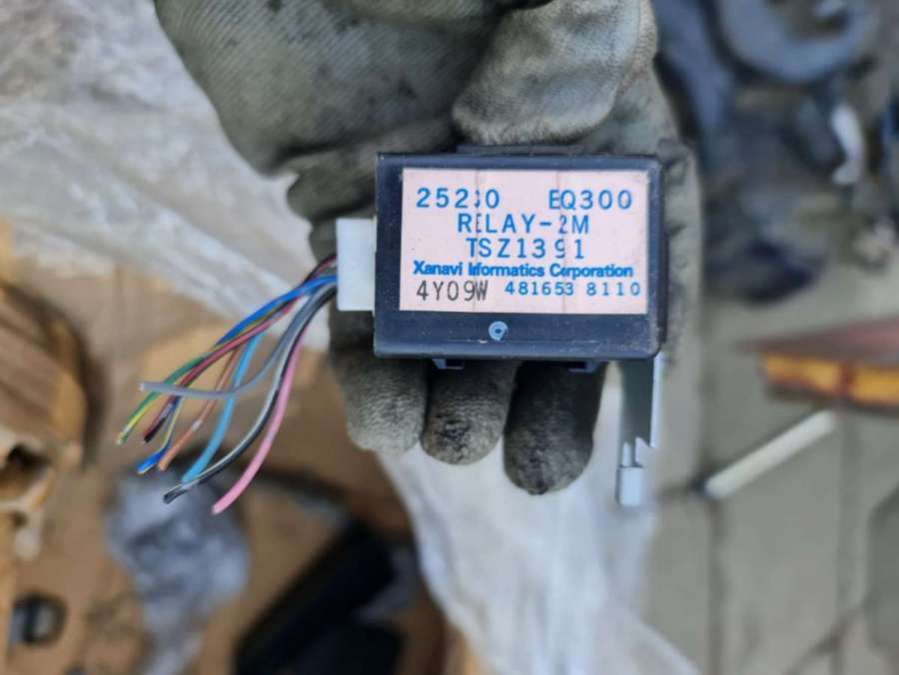 25230 EQ300
RELAY-2M
TSZ1391
Xanavi Informatics Corporation
4Y09W 481653 8110